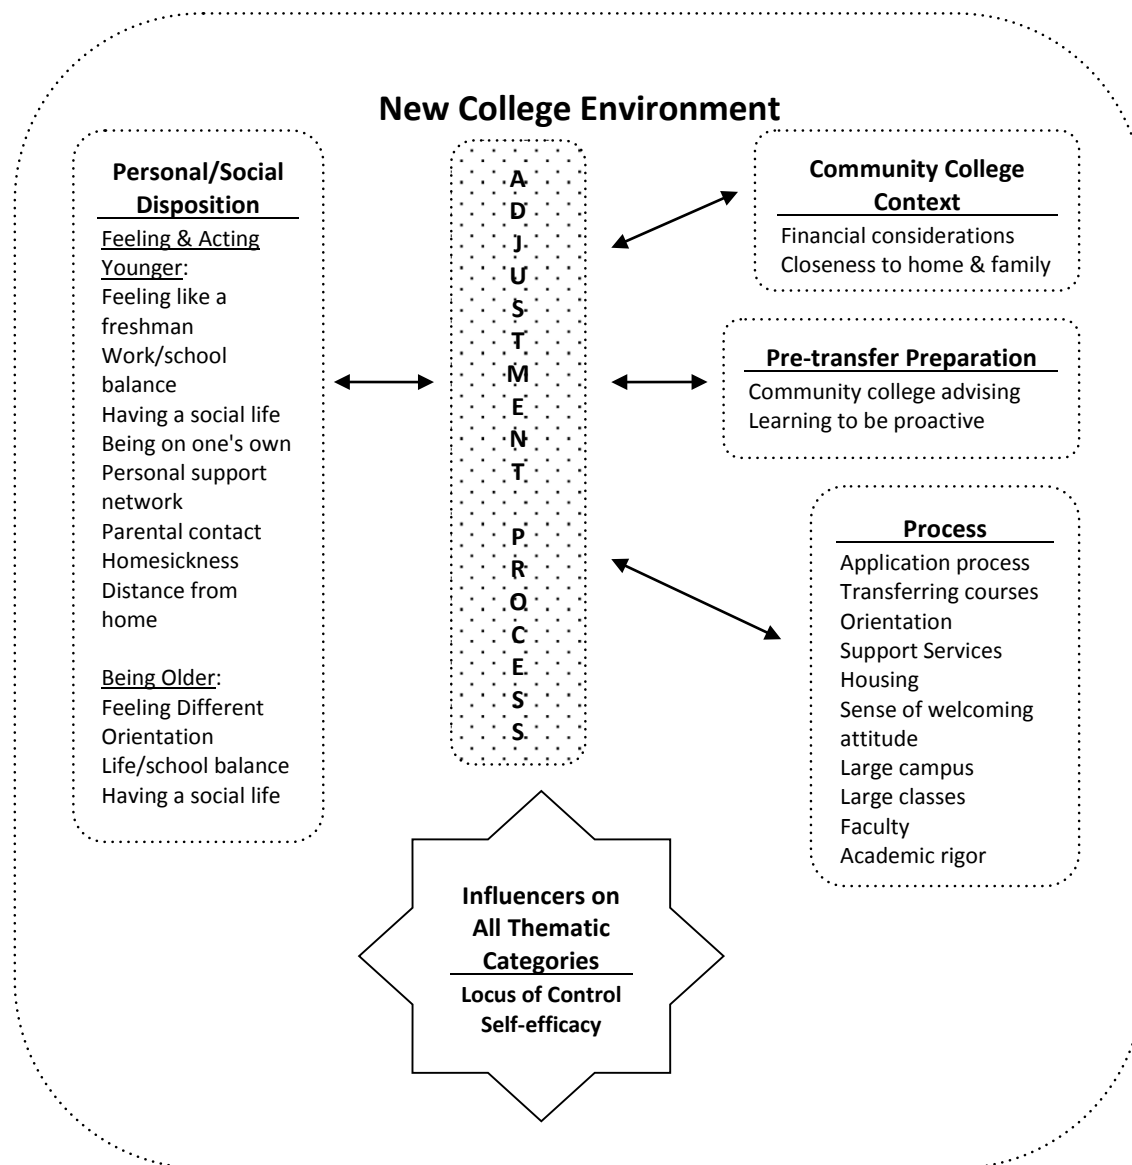 New College Environment
Personal/Social
Disposition
Feeling & Acting
Younger:
Feeling like a
freshman
Work/school
balance
Having a social life
Being on one's own
Personal support
network
Parental contact
Homesickness
Distance from
home
Being Older:
Feeling Different
Orientation
Life/school balance
Having a social life
A
D
J
U
S
T
M
E
N
T
P
R
O
C
E
S
S
Community College
Context
Financial considerations
Closeness to home & family
Pre-transfer Preparation
Community college advising
Learning to be proactive
Process
Application process
Transferring courses
Orientation
Support Services
Housing
Sense of welcoming
attitude
Large campus
Large classes
Faculty
Academic rigor
Influencers on
All Thematic
Categories
Locus of Control
Self-efficacy